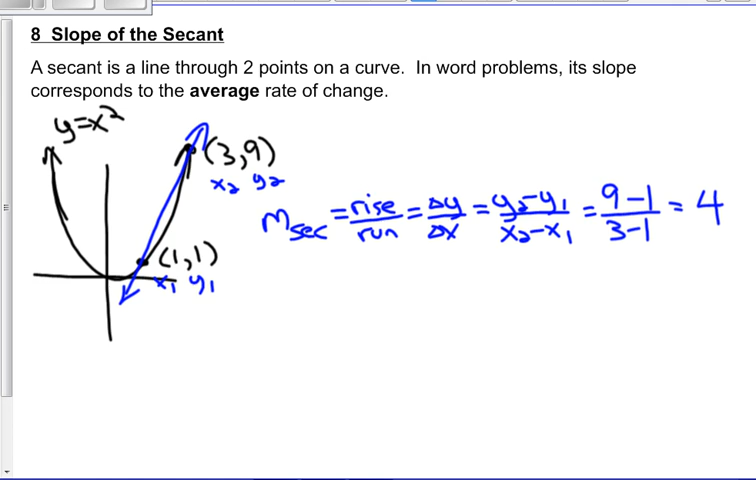 8 Slope of the Secant
A secant is a line through 2 points on a curve. In word problems, its slope
corresponds to the average rate of change.
y=x²
(3,9)
x₂ y₂
m_sec = rise/run = Δy/Δx = y₂-y₁/x₂-x₁ = 9-1/3-1 = 4
(1,1)
x₁ y₁